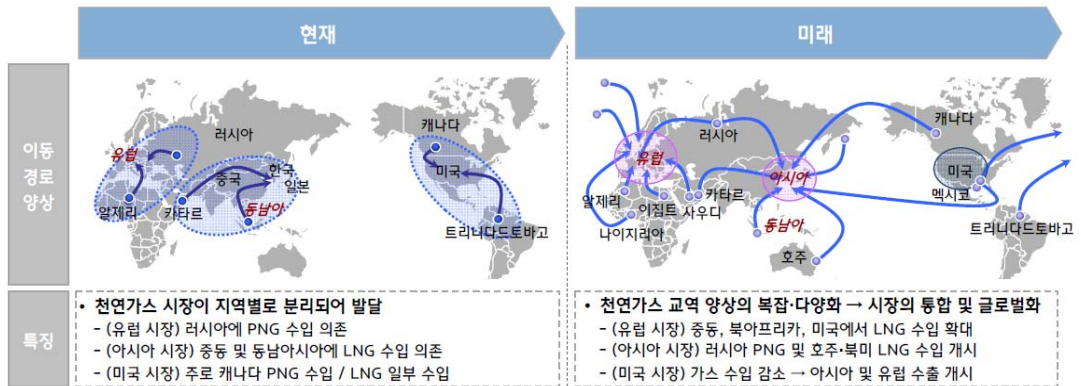 현재
미래
이동
경로
양상
유럽
러시아
알제리
카타르
중국
한국
일본
동남아
캐나다
미국
트리니다드토바고
유럽
러시아
아시아
알제리
이집트
사우디
카타르
나이지리아
동남아
호주
캐나다
미국
멕시코
트리니다드토바고
특징
• 천연가스 시장이 지역별로 분리되어 발달
- (유럽 시장) 러시아에 PNG 수입 의존
- (아시아 시장) 중동 및 동남아시아에 LNG 수입 의존
- (미국 시장) 주로 캐나다 PNG 수입 / LNG 일부 수입
• 천연가스 교역 양상의 복잡·다양화 → 시장의 통합 및 글로벌화
- (유럽 시장) 중동, 북아프리카, 미국에서 LNG 수입 확대
- (아시아 시장) 러시아 PNG 및 호주·북미 LNG 수입 개시
- (미국 시장) 가스 수입 감소 → 아시아 및 유럽 수출 개시